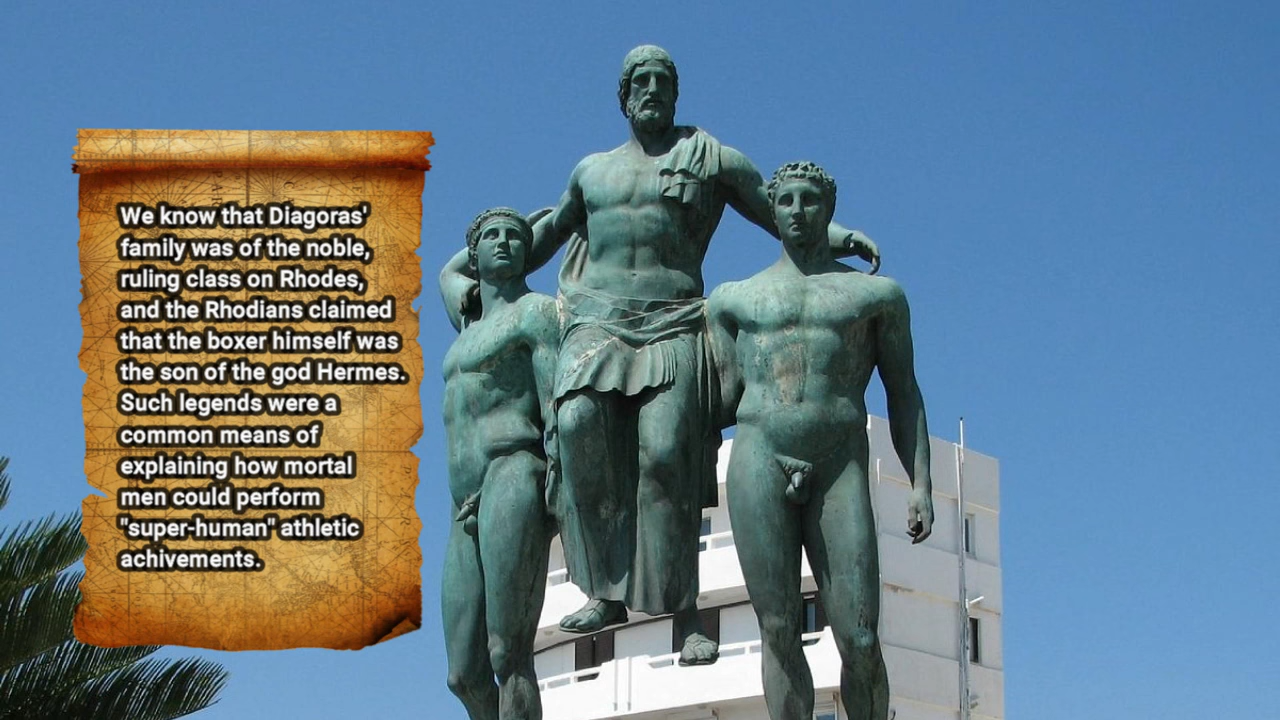 We know that Diagoras'
family was of the noble,
ruling class on Rhodes,
and the Rhodians claimed
that the boxer himself was
the son of the god Hermes.
Such legends were a
common means of
explaining how mortal
men could perform
"super-human" athletic
achivements.